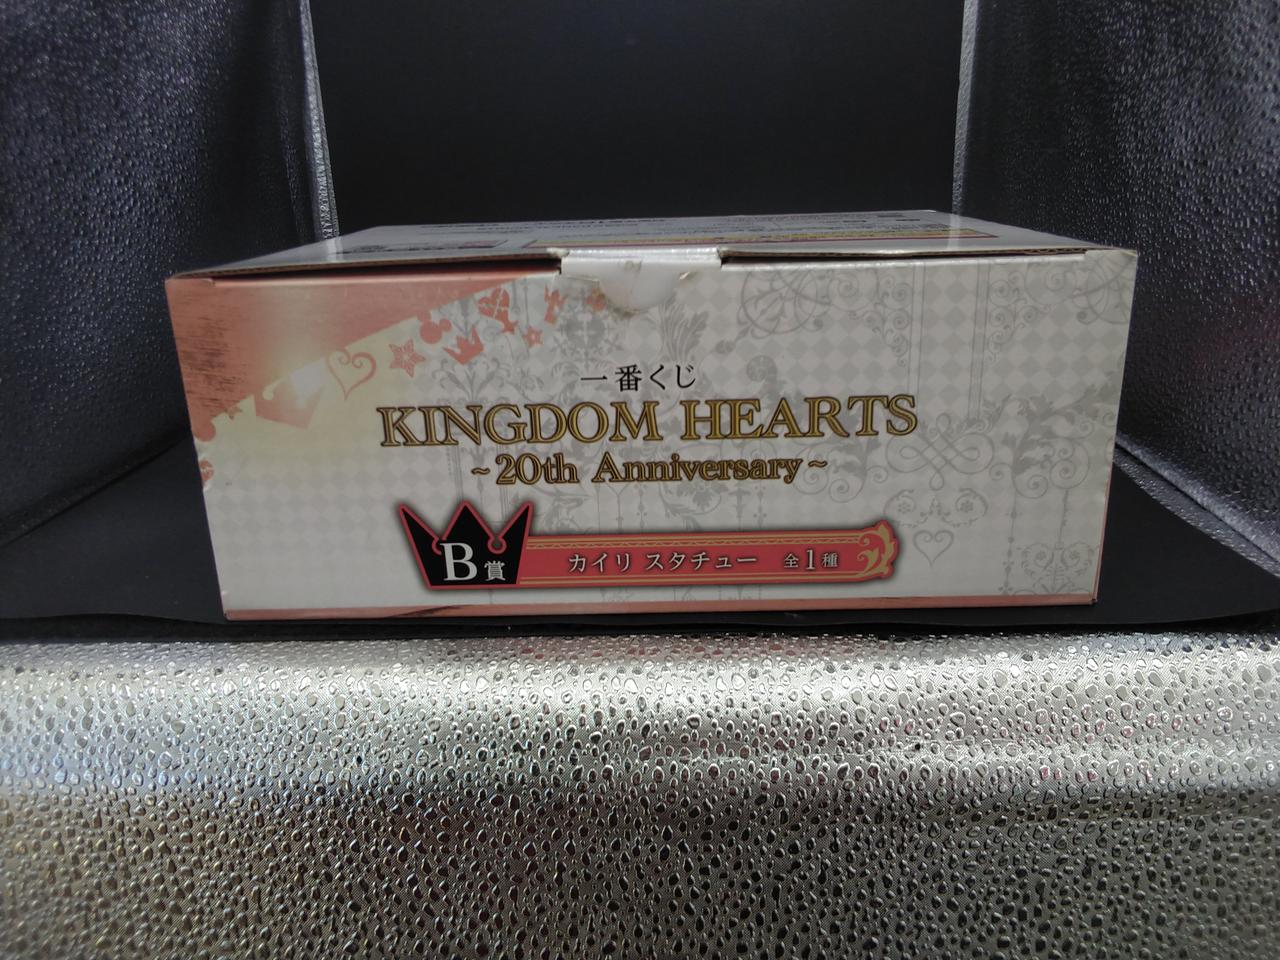 一番くじ
KINGDOM HEARTS
~20th Anniversary~
B賞
カイリ スタチュー 全1種